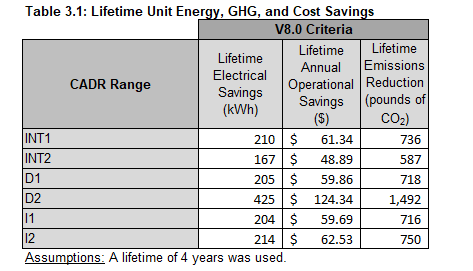 Table 3.1: Lifetime Unit Energy, GHG, and Cost Savings
V8.0 Criteria
CADR Range
Lifetime
Electrical
Savings
(kWh)
Lifetime
Annual
Operational
Savings
($)
Lifetime
Emissions
Reduction
(pounds of
CO₂)
INT1 210 $ 61.34 736
INT2 167 $ 48.89 587
D1 205 $ 59.86 718
D2 425 $ 124.34 1,492
I1 204 $ 59.69 716
I2 214 $ 62.53 750
Assumptions: A lifetime of 4 years was used.